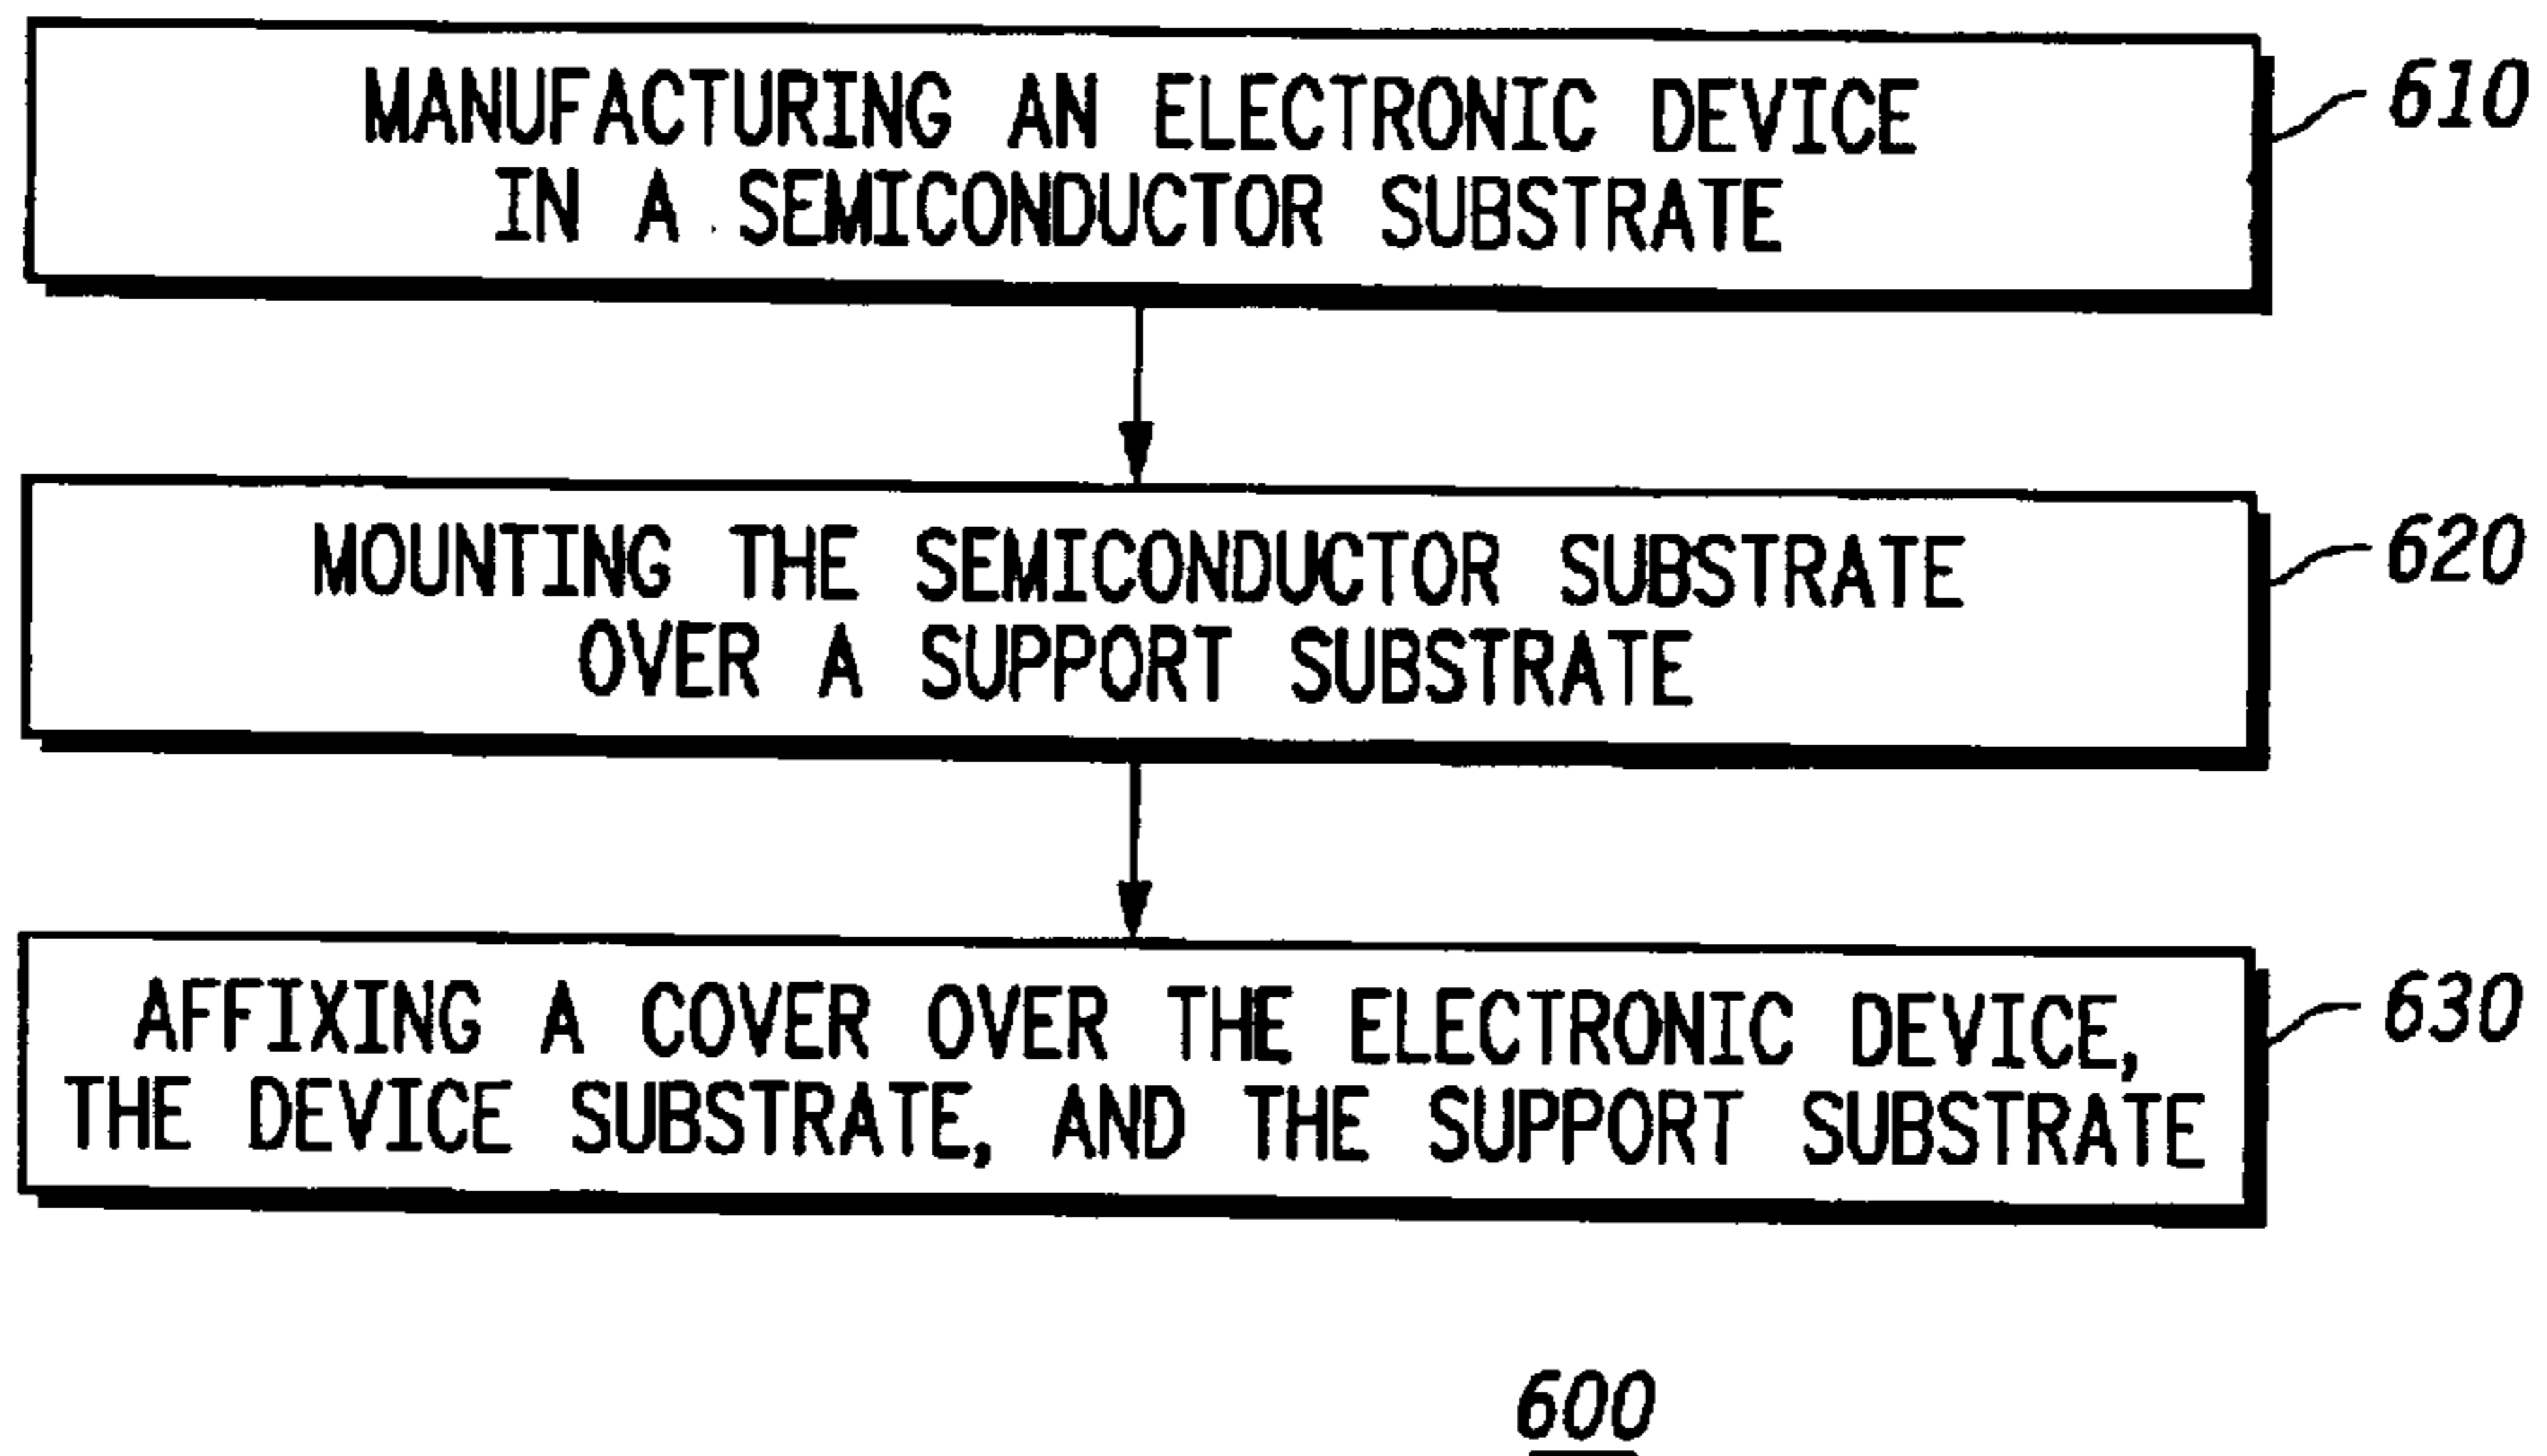 MANUFACTURING AN ELECTRONIC DEVICE
IN A SEMICONDUCTOR SUBSTRATE
610
MOUNTING THE SEMICONDUCTOR SUBSTRATE
OVER A SUPPORT SUBSTRATE
620
AFFIXING A COVER OVER THE ELECTRONIC DEVICE,
THE DEVICE SUBSTRATE, AND THE SUPPORT SUBSTRATE
630
600